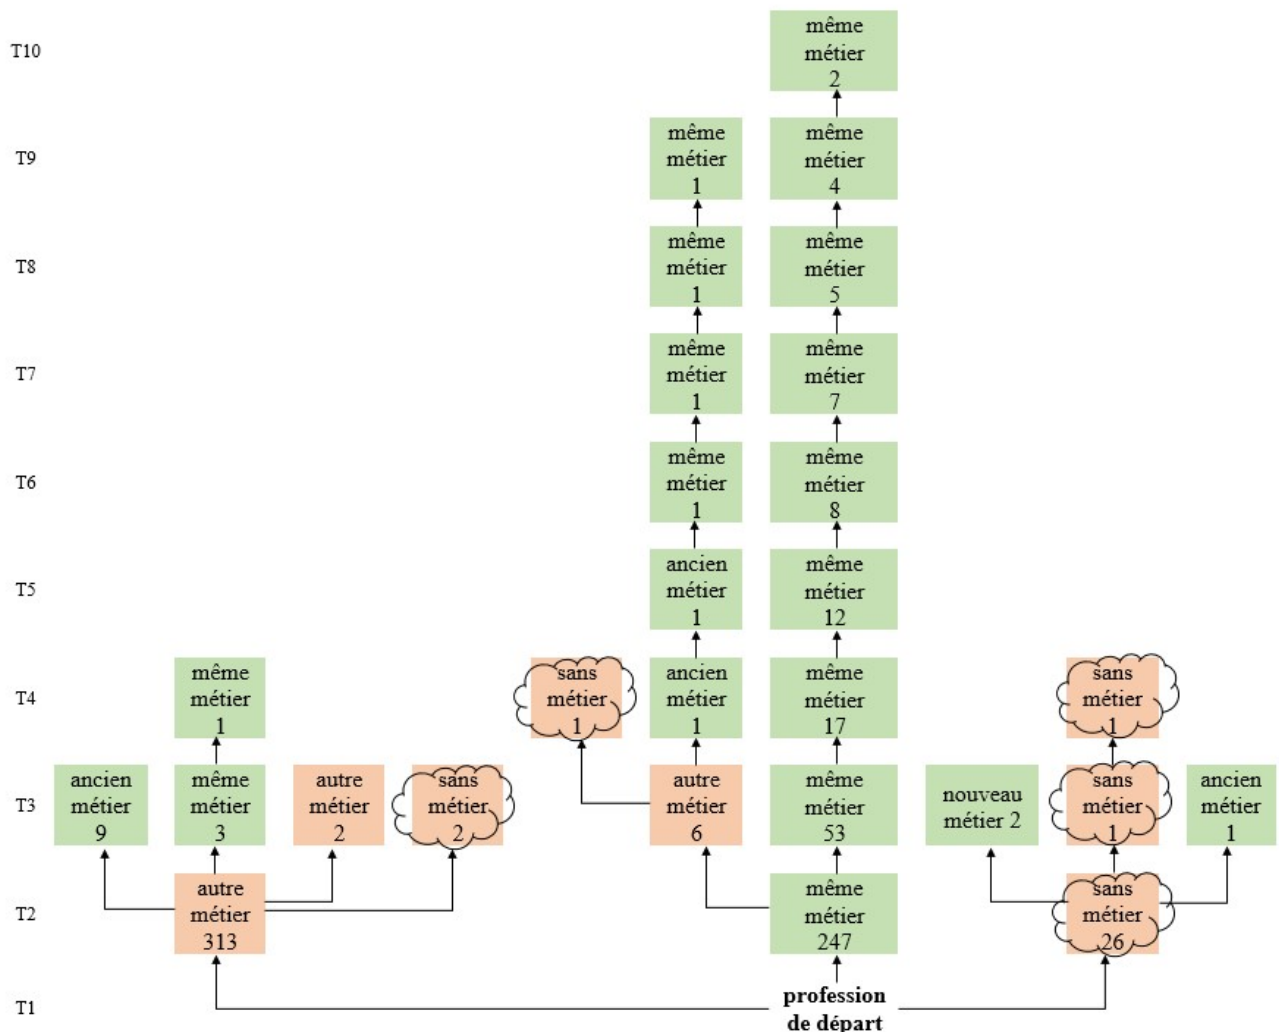 T10
même
métier
2
T9
même
métier
1
même
métier
4
T8
même
métier
1
même
métier
5
T7
même
métier
1
même
métier
7
T6
même
métier
1
même
métier
8
T5
ancien
métier
1
même
métier
12
T4
même
métier
1
sans
métier
1
ancien
métier
1
même
métier
17
sans
métier
1
T3
ancien
métier
9
même
métier
3
autre
métier
2
sans
métier
2
autre
métier
6
même
métier
53
nouveau
métier 2
sans
métier
1
ancien
métier
1
T2
autre
métier
313
même
métier
247
sans
métier
26
T1
profession
de départ